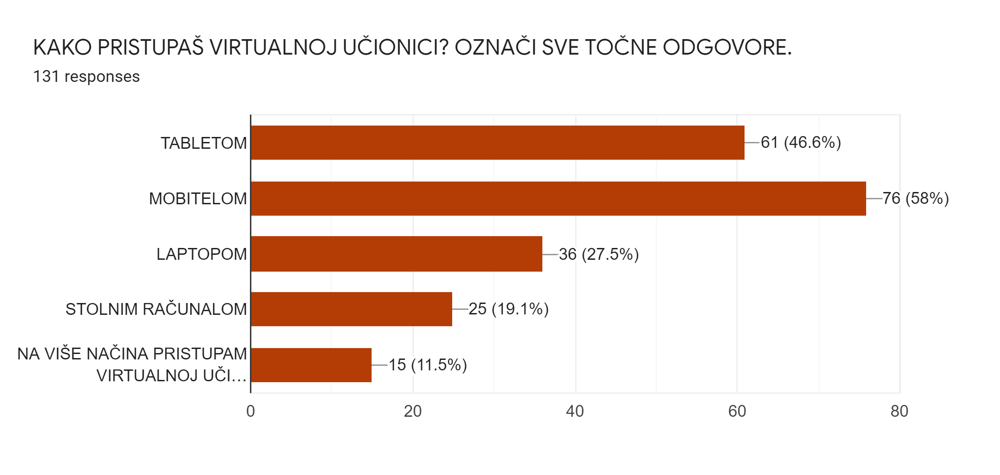 KAKO PRISTUPAŠ VIRTUALNOJ UČIONICI? OZNAČI SVE TOČNE ODGOVORE.
131 responses
TABLETOM 61 (46.6%)
MOBITELOM 76 (58%)
LAPTOPOM 36 (27.5%)
STOLNIM RAČUNALOM 25 (19.1%)
NA VIŠE NAČINA PRISTUPAM
VIRTUALNOJ UČI…
15 (11.5%)
0 20 40 60 80